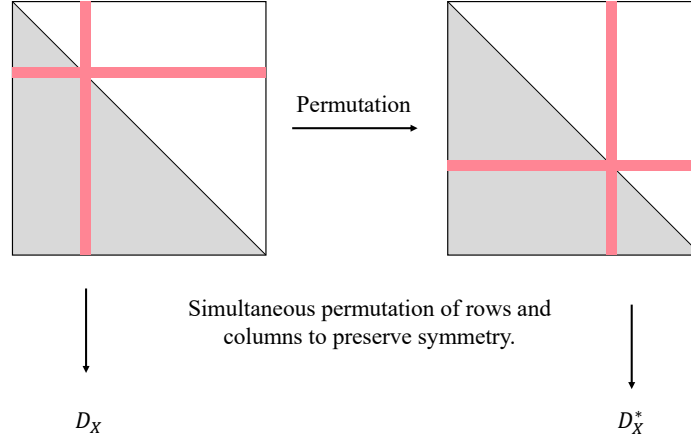 Permutation
Simultaneous permutation of rows and
columns to preserve symmetry.
$D_X$
$D_X^*$